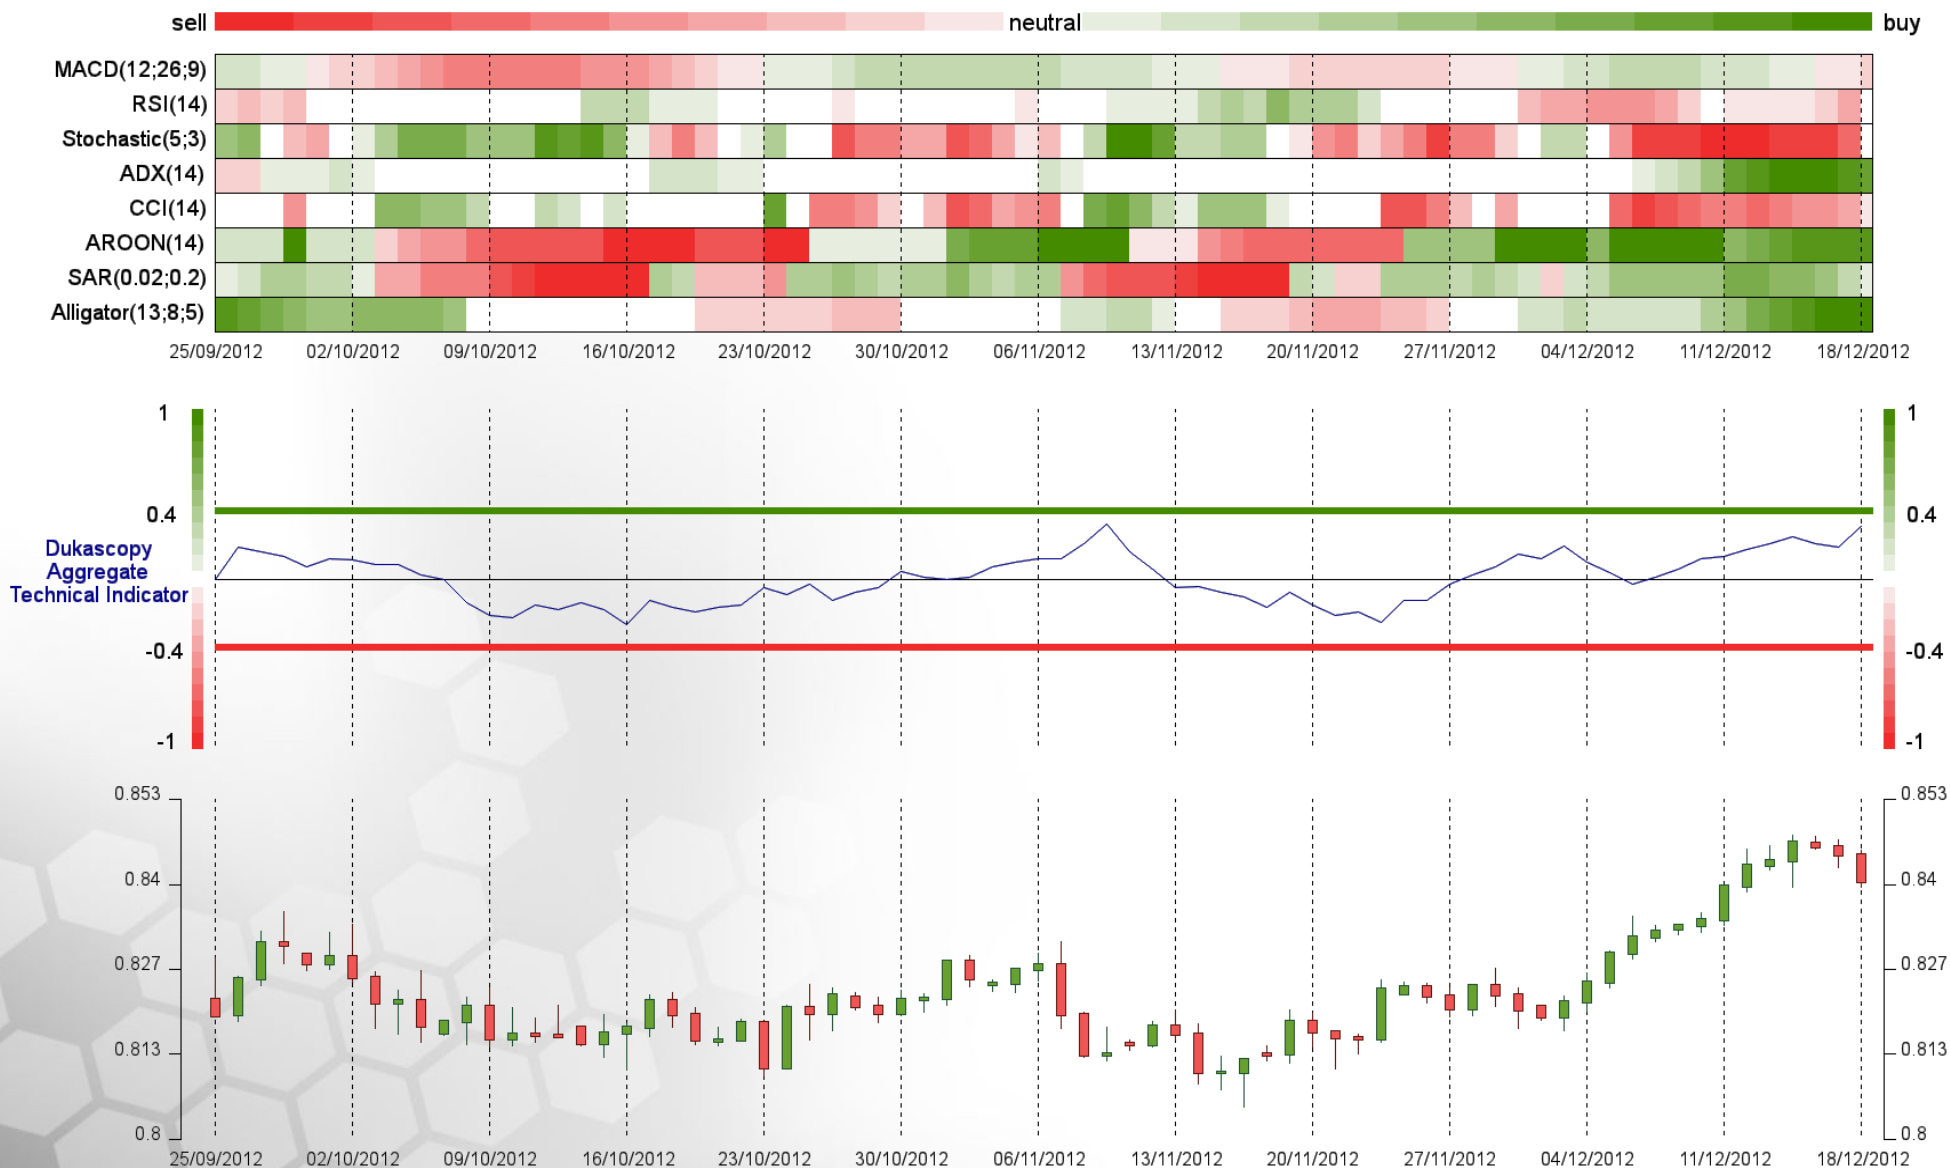 sell neutral buy
MACD(12;26;9)
RSI(14)
Stochastic(5;3)
ADX(14)
CCI(14)
AROON(14)
SAR(0.02;0.2)
Alligator(13;8;5)
25/09/2012 02/10/2012 09/10/2012 16/10/2012 23/10/2012 30/10/2012 06/11/2012 13/11/2012 20/11/2012 27/11/2012 04/12/2012 11/12/2012 18/12/2012
1 1
0.4 0.4
Dukascopy
Aggregate
Technical Indicator
-0.4 -0.4
-1 -1
0.853 0.853
0.84 0.84
0.827 0.827
0.813 0.813
0.8 0.8
25/09/2012 02/10/2012 09/10/2012 16/10/2012 23/10/2012 30/10/2012 06/11/2012 13/11/2012 20/11/2012 27/11/2012 04/12/2012 11/12/2012 18/12/2012